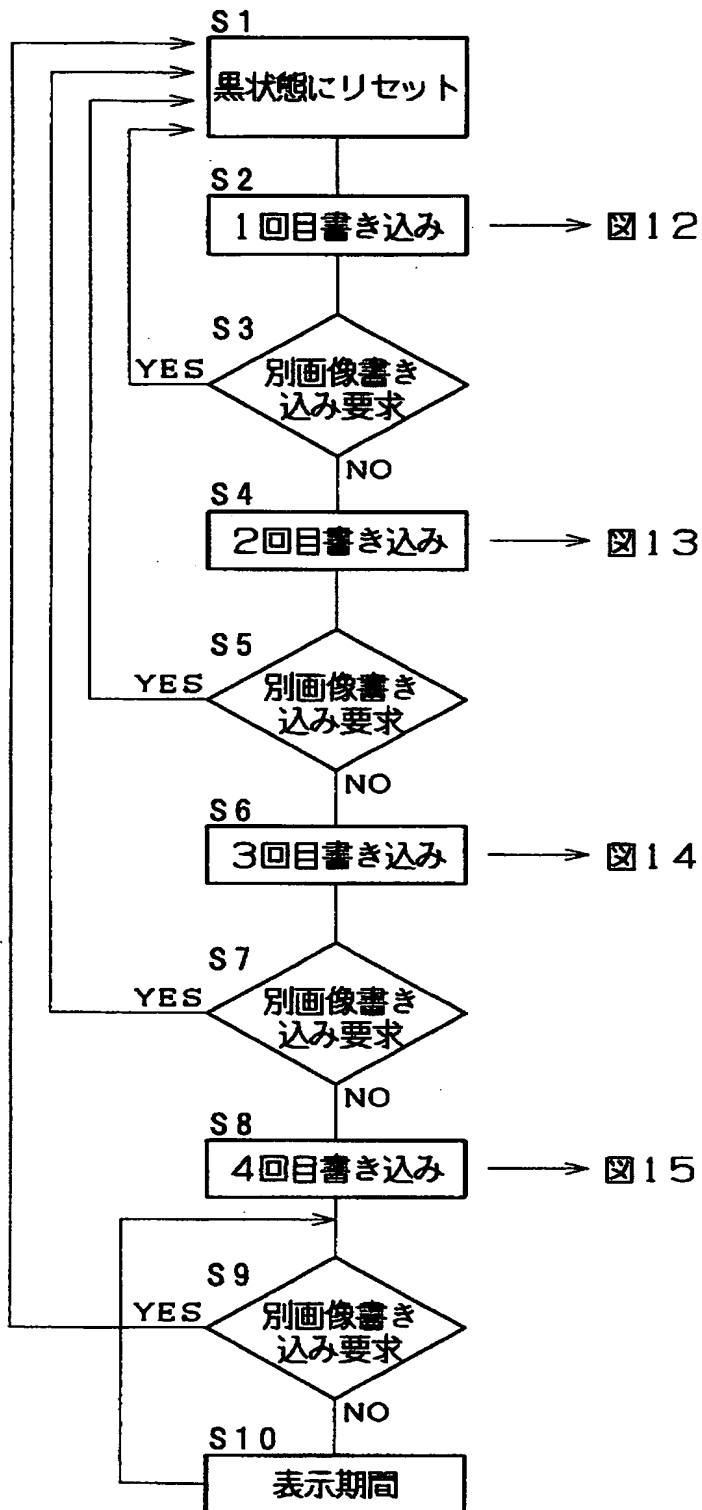 S1
黒状態にリセット
S2
1回目書き込み
図12
S3
YES
別画像書き
込み要求
NO
S4
2回目書き込み
図13
S5
YES
別画像書き
込み要求
NO
S6
3回目書き込み
図14
S7
YES
別画像書き
込み要求
NO
S8
4回目書き込み
図15
S9
YES
別画像書き
込み要求
NO
S10
表示期間